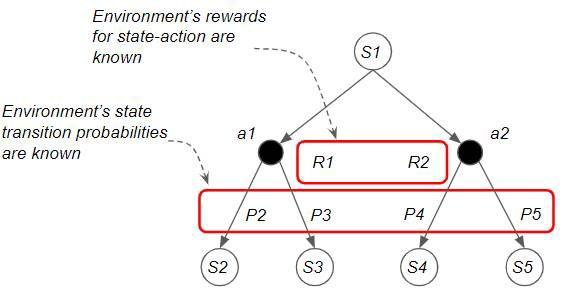 Environment's rewards
for state-action are
known
S1
Environment's state
transition probabilities
are known
a1
a2
R1
R2
P2
P3
P4
P5
S2
S3
S4
S5